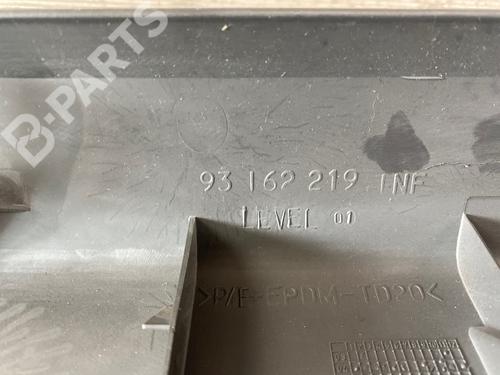 B-PARTS
93 162 219 INF
LEVEL 01
>P/E-EPDM-TD20<